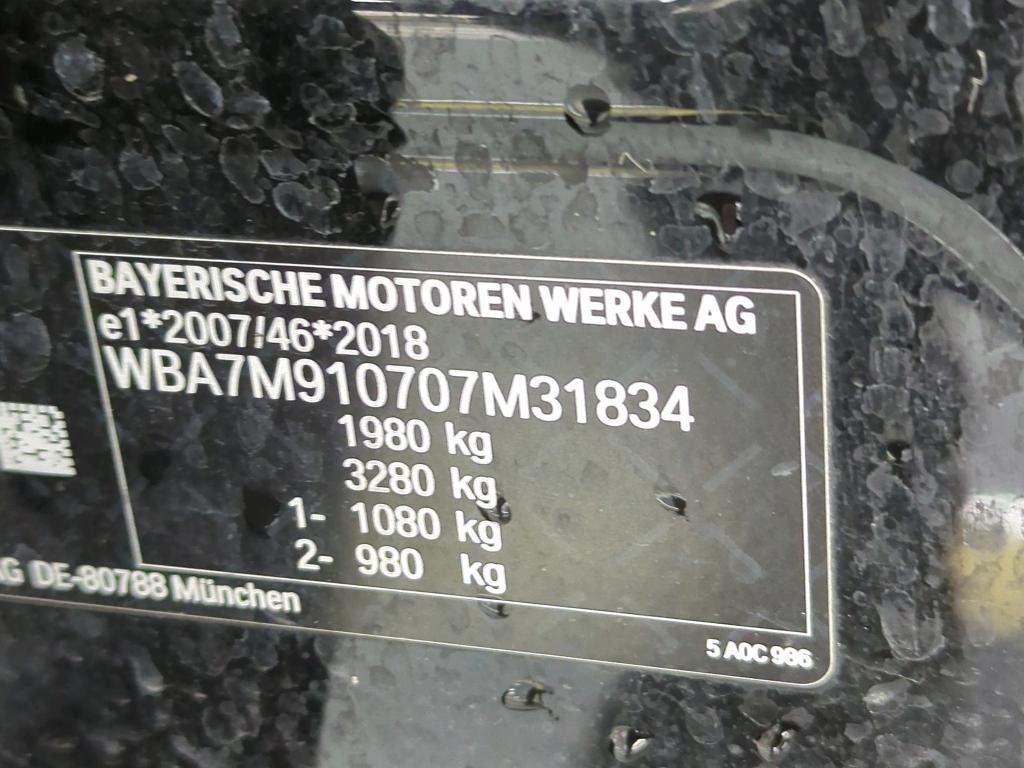 BAYERISCHE MOTOREN WERKE AG
e1*2007/46*2018
WBA7M910707M31834
1980 kg
3280 kg
1- 1080 kg
2- 980 kg
AG DE-80788 München
5 A0C 986